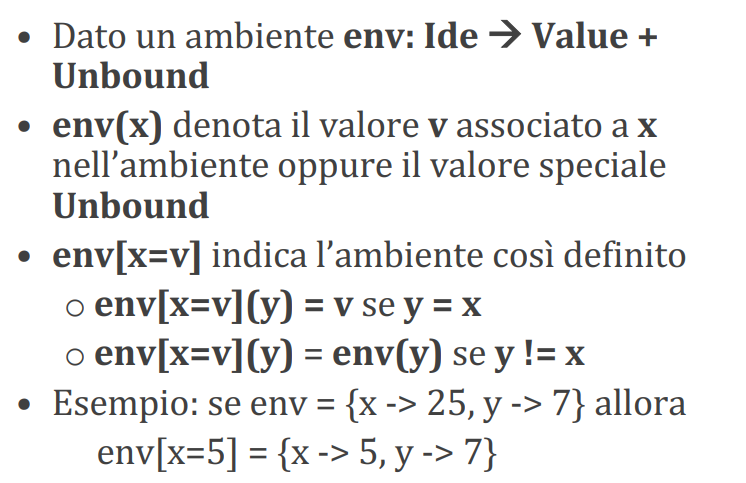 • Dato un ambiente env: Ide → Value +
Unbound
• env(x) denota il valore v associato a x
nell'ambiente oppure il valore speciale
Unbound
• env[x=v] indica l'ambiente così definito
o env[x=v](y) = v se y = x
o env[x=v](y) = env(y) se y != x
• Esempio: se env = {x -> 25, y -> 7} allora
env[x=5] = {x -> 5, y -> 7}